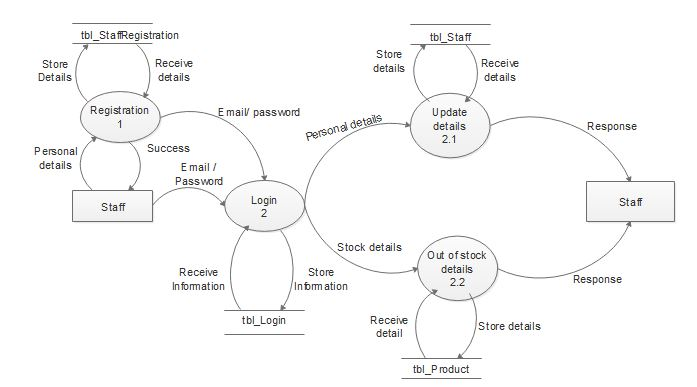 tbl_StaffRegistration
Store
Details
Receive
details
Registration
1
Email/ password
Personal
details
Success
Staff
Email /
Password
Login
2
Receive
Information
Store
Information
tbl_Login
Personal details
Stock details
tbl_Staff
Store
details
Receive
details
Update
details
2.1
Response
Staff
Out of stock
details
2.2
Response
Receive
detail
Store details
tbl_Product